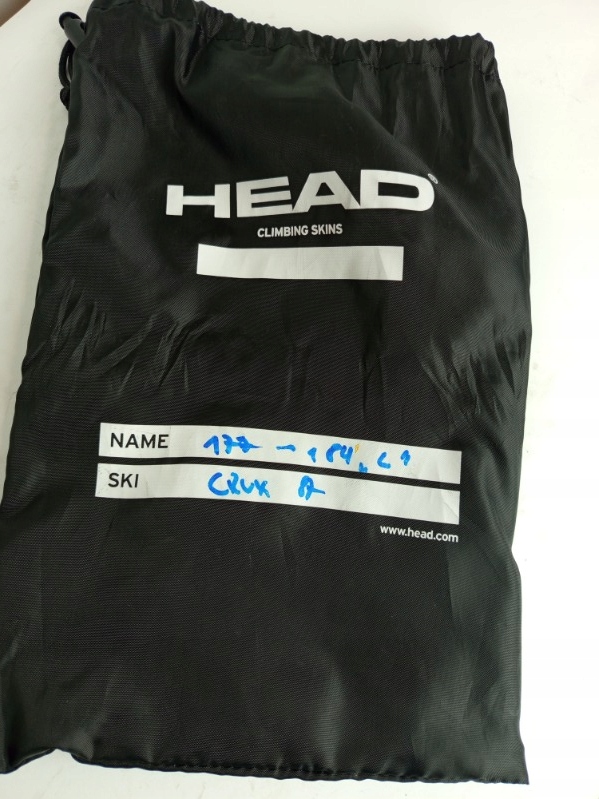 HEAD®
CLIMBING SKINS
NAME 177 - 184
SKI CRUX
www.head.com